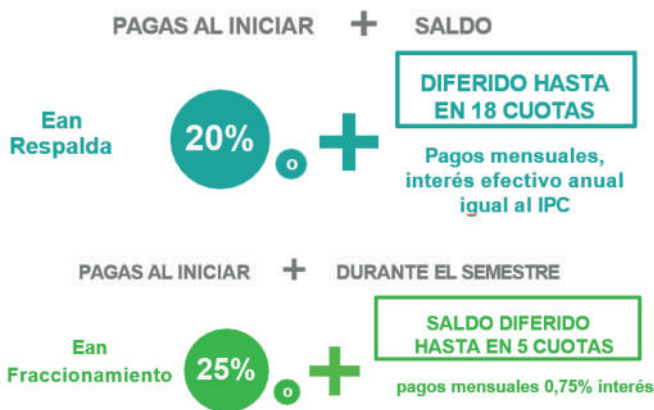 PAGAS AL INICIAR + SALDO
Ean
Respalda
20%
o
+
DIFERIDO HASTA
EN 18 CUOTAS
Pagos mensuales,
interés efectivo anual
igual al IPC
PAGAS AL INICIAR + DURANTE EL SEMESTRE
Ean
Fraccionamiento
25%
o
+
SALDO DIFERIDO
HASTA EN 5 CUOTAS
pagos mensuales 0,75% interés